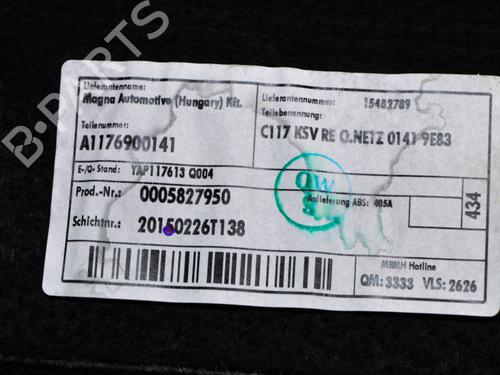 B-PARTS
Lieferantenname:
Magna Automotive (Hungary) Kft.
Lieferantennummer: 15482789
Teilenummer:
A1176900141
Teilebenennung:
C117 KSV RE O.NETZ 0141 9E83
E-/Q- Stand: YAP117613 Q004
QW
Prod.-Nr.: 0005827950
Anlieferung ABS: 405A
434
Schichtnr.: 20150226T138
MBMH Hotline
QM: 3333 VLS: 2626